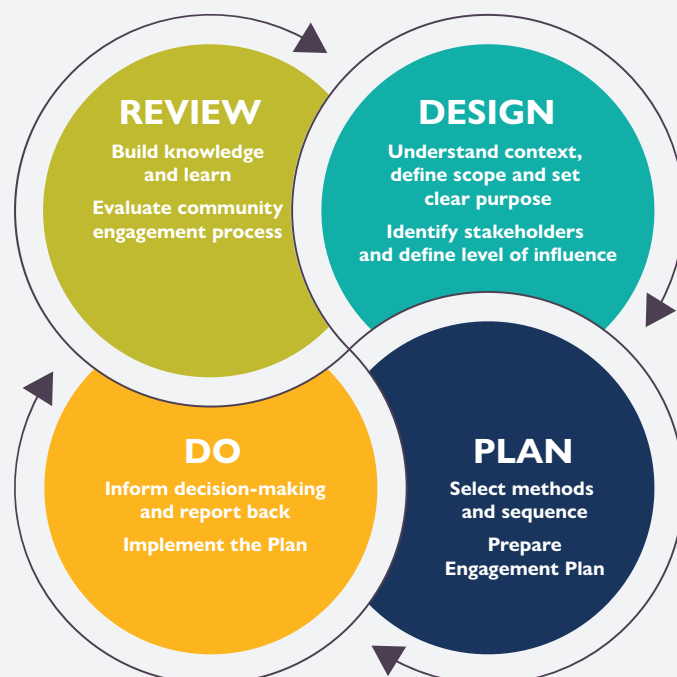 REVIEW
Build knowledge
and learn
Evaluate community
engagement process
DESIGN
Understand context,
define scope and set
clear purpose
Identify stakeholders
and define level of influence
DO
Inform decision-making
and report back
Implement the Plan
PLAN
Select methods
and sequence
Prepare
Engagement Plan